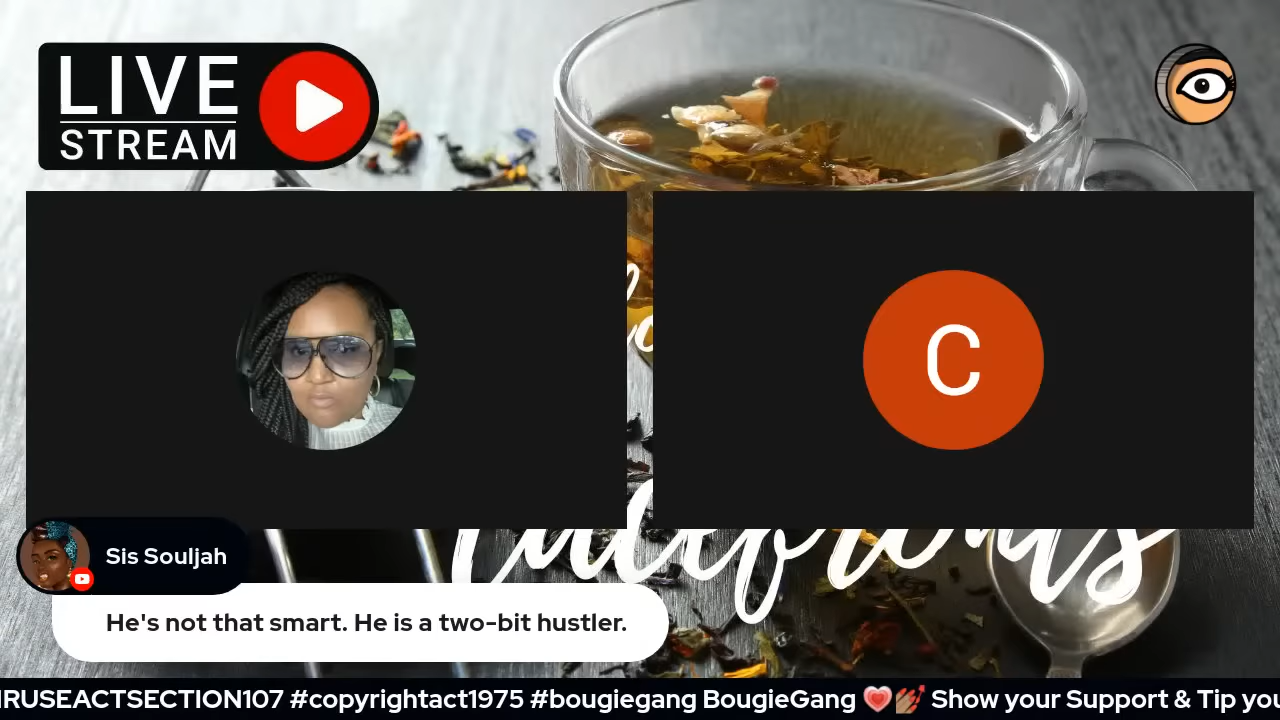 LIVE
STREAM
C
Sis Souljah
He's not that smart. He is a two-bit hustler.
RUSEACTSECTION107 #copyrightact1975 #bougiegang BougieGang 💗💅🏽 Show your Support & Tip you